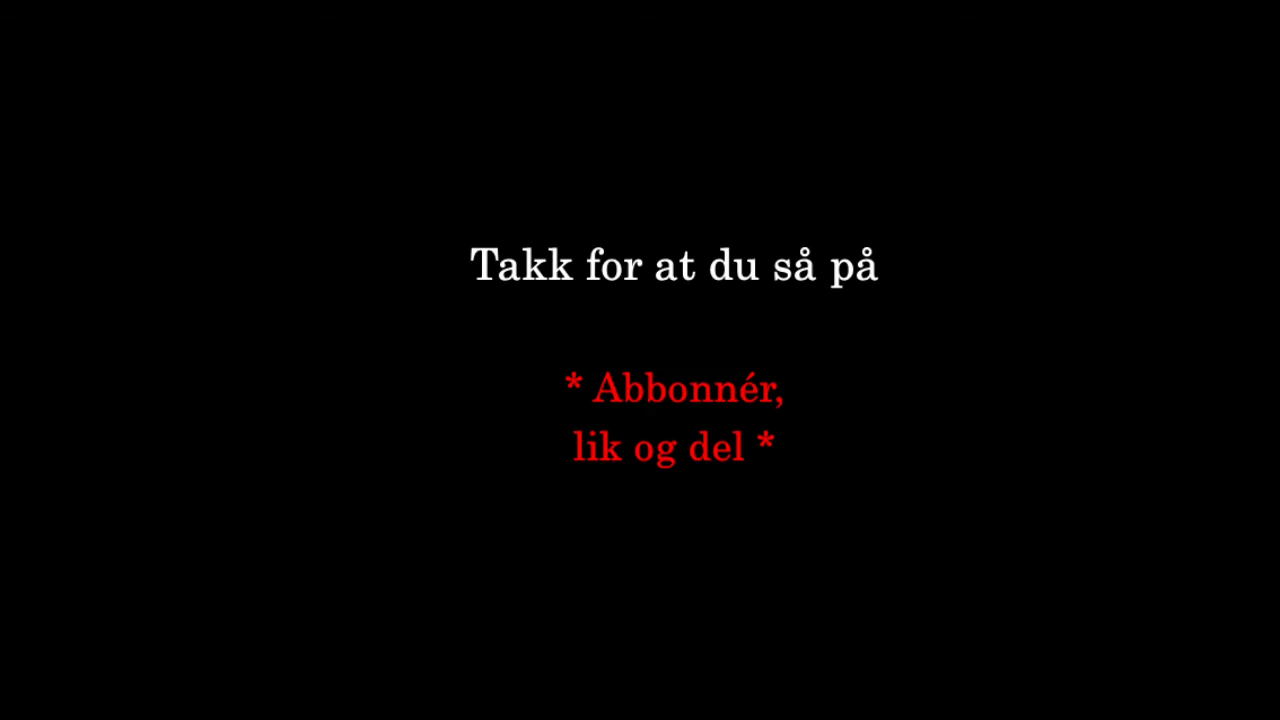 Takk for at du så på
* Abbonnér,
lik og del *